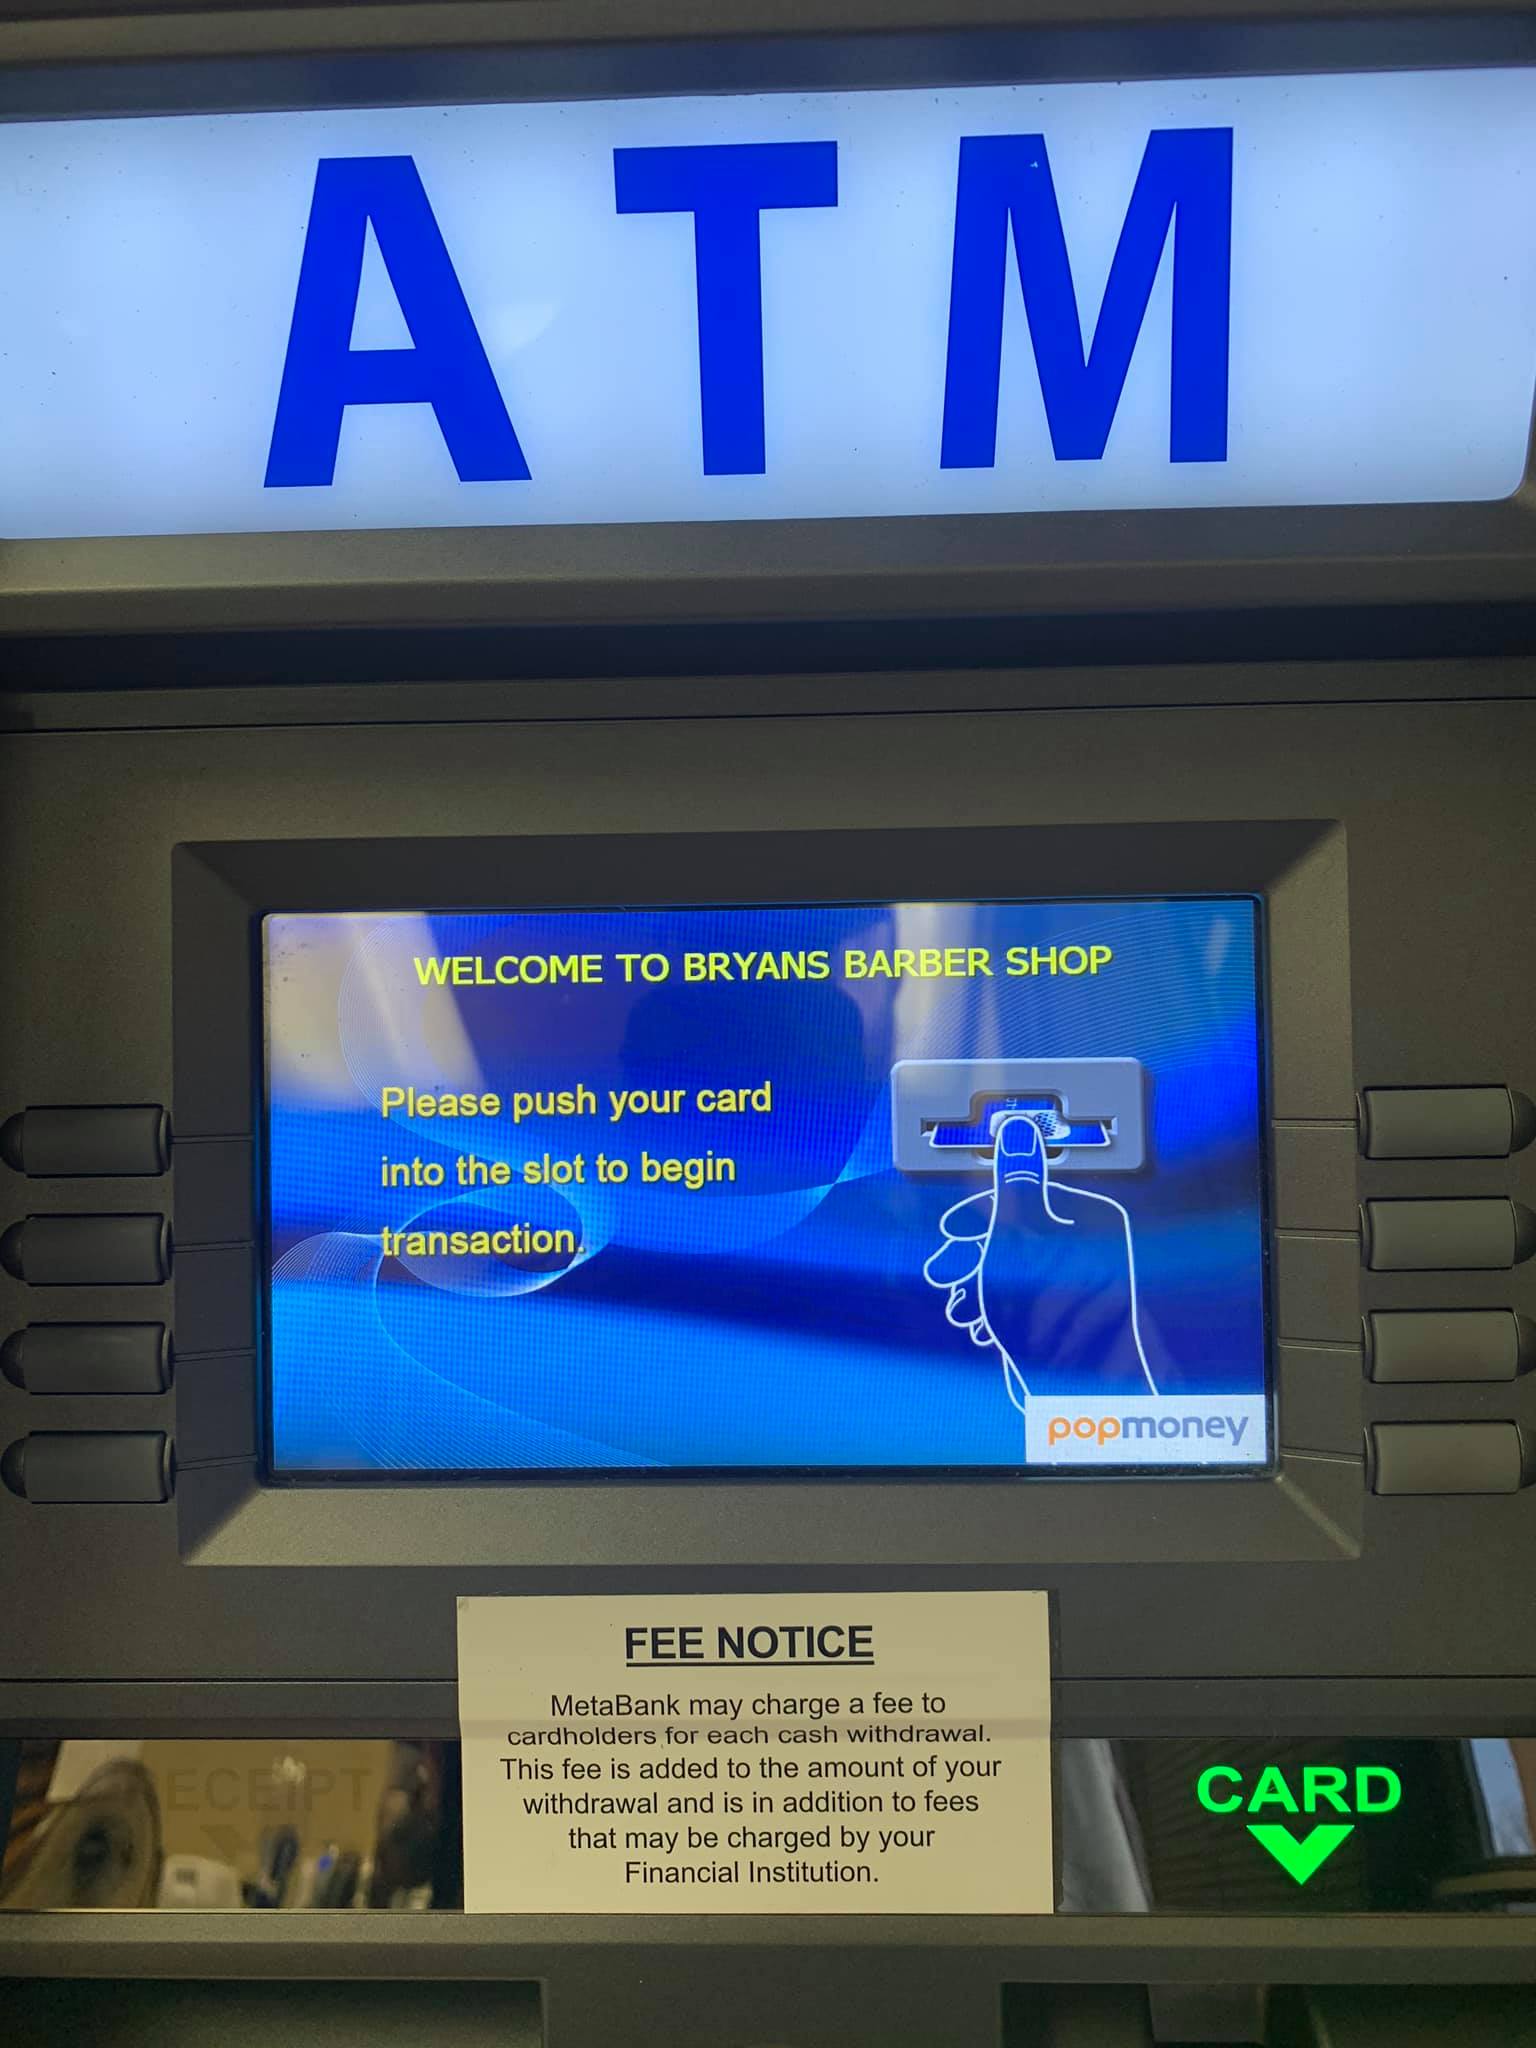 ATM
WELCOME TO BRYANS BARBER SHOP
Please push your card
into the slot to begin
transaction.
popmoney
FEE NOTICE
MetaBank may charge a fee to
cardholders for each cash withdrawal.
This fee is added to the amount of your
withdrawal and is in addition to fees
that may be charged by your
Financial Institution.
RECEIPT
CARD